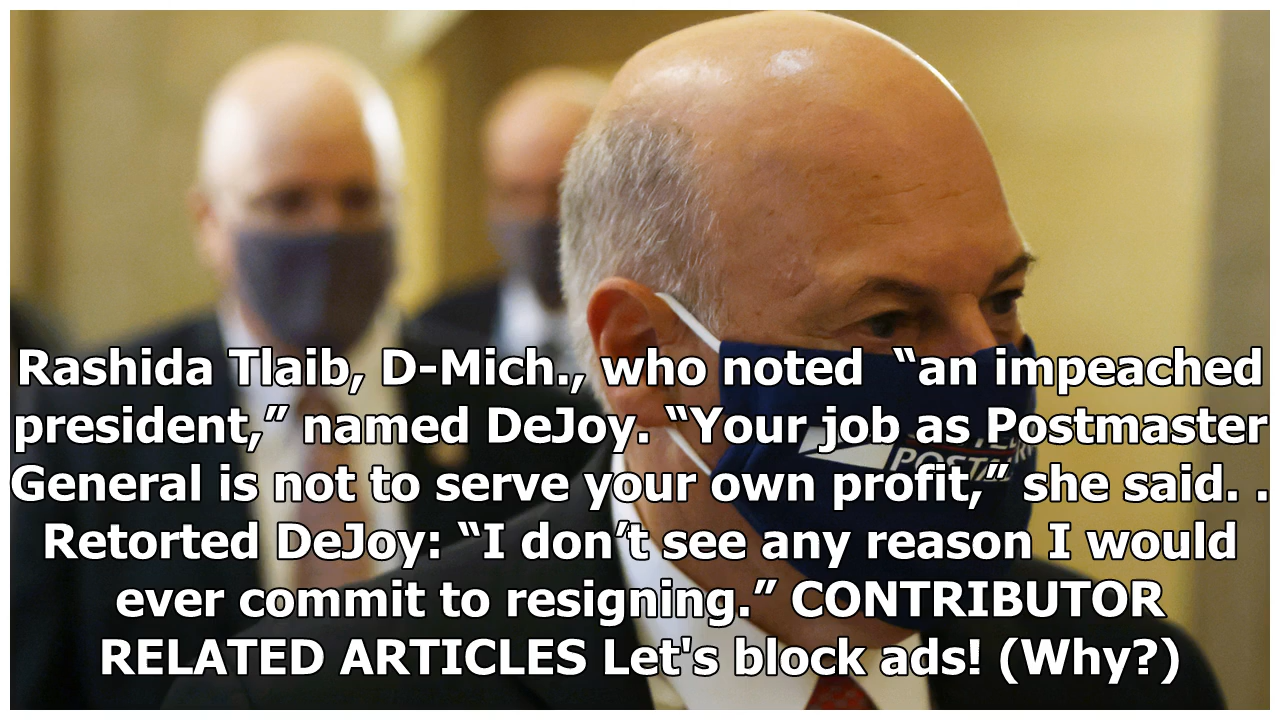 Rashida Tlaib, D-Mich., who noted “an impeached
president,” named DeJoy. “Your job as Postmaster
General is not to serve your own profit,” she said. .
Retorted DeJoy: “I don’t see any reason I would
ever commit to resigning.” CONTRIBUTOR
RELATED ARTICLES Let's block ads! (Why?)